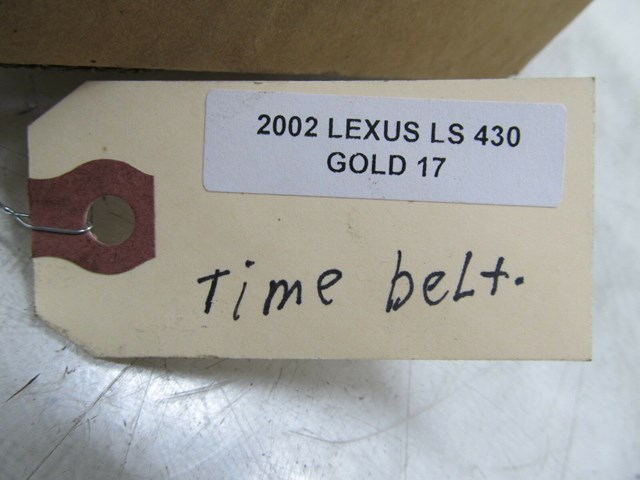 2002 LEXUS LS 430
GOLD 17
Time belt.